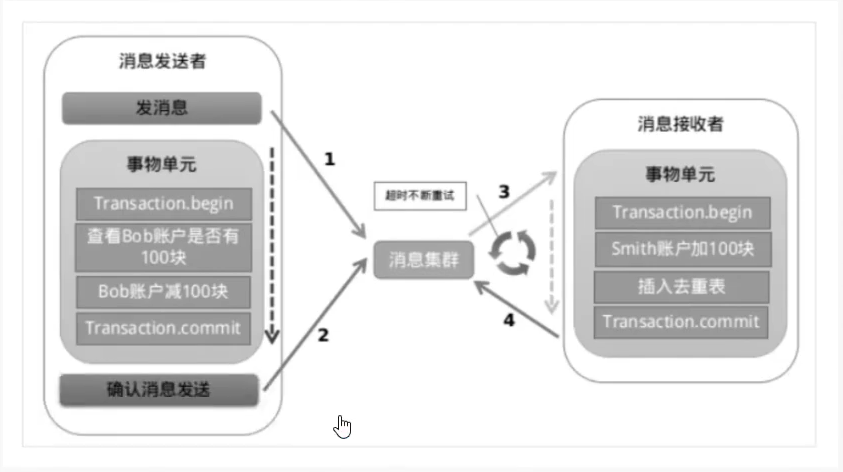 消息发送者
发消息
事物单元
Transaction.begin
查看Bob账户是否有
100块
Bob账户减100块
Transaction.commit
确认消息发送
1
2
超时不断重试
消息集群
3
4
消息接收者
事物单元
Transaction.begin
Smith账户加100块
插入去重表
Transaction.commit